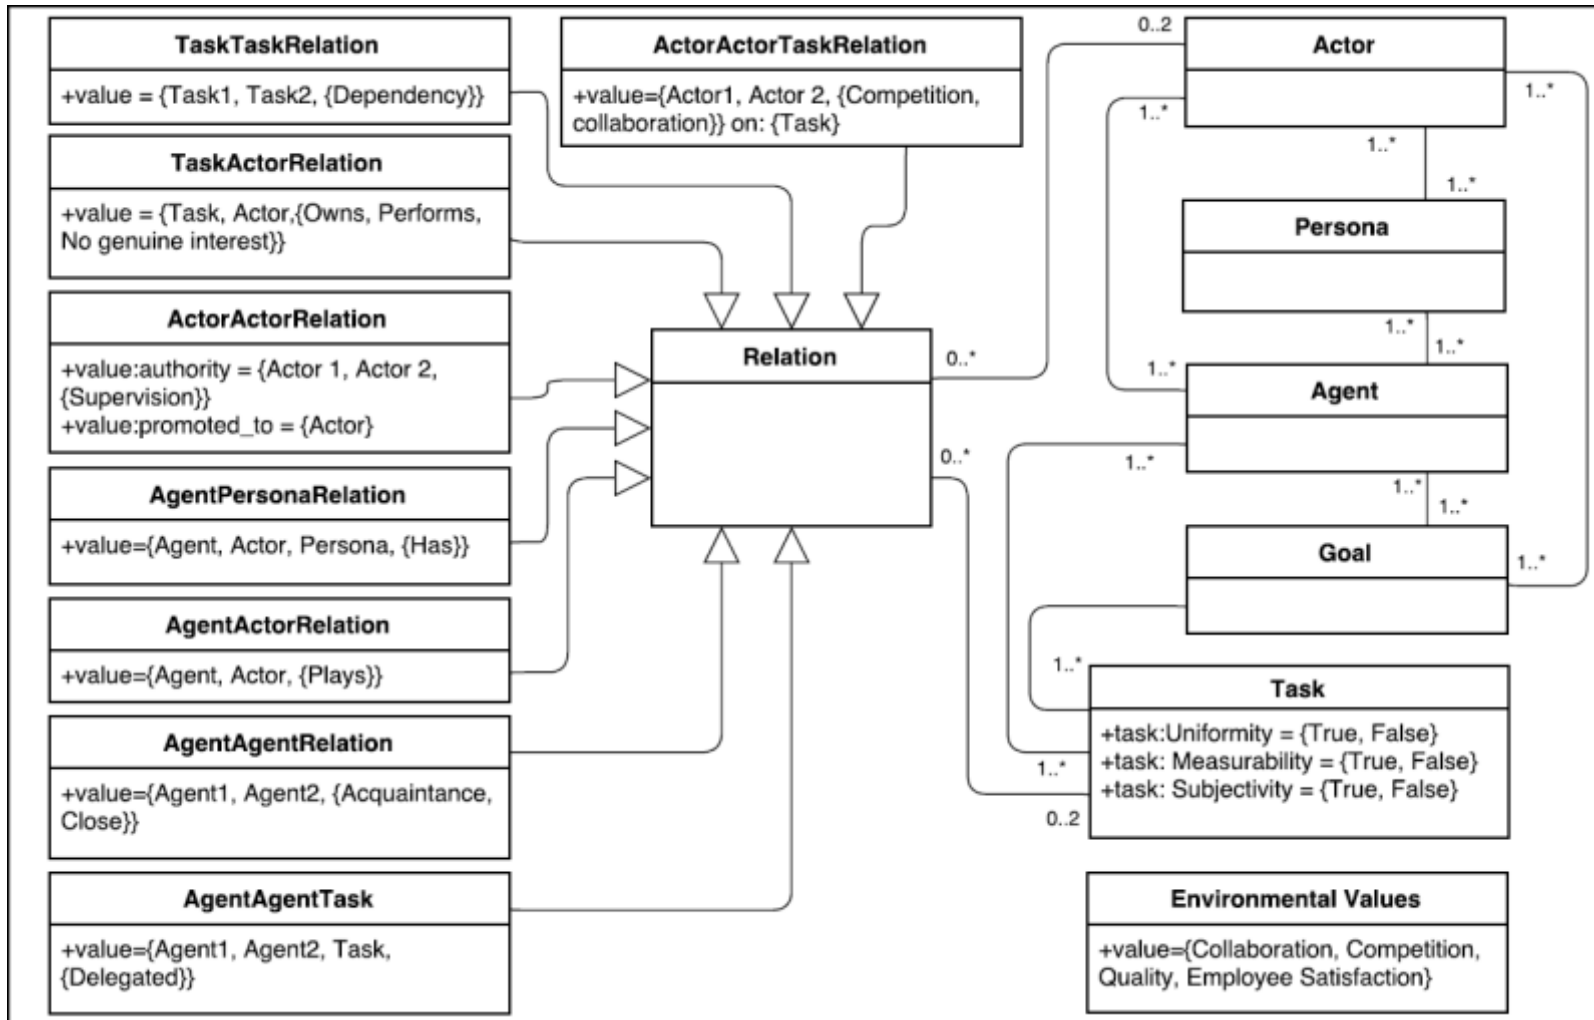 TaskTaskRelation
+value = {Task1, Task2, {Dependency}}
TaskActorRelation
+value = {Task, Actor,{Owns, Performs,
No genuine interest}}
ActorActorRelation
+value:authority = {Actor 1, Actor 2,
{Supervision}}
+value:promoted_to = {Actor}
AgentPersonaRelation
+value={Agent, Actor, Persona, {Has}}
AgentActorRelation
+value={Agent, Actor, {Plays}}
AgentAgentRelation
+value={Agent1, Agent2, {Acquaintance,
Close}}
AgentAgentTask
+value={Agent1, Agent2, Task,
{Delegated}}
ActorActorTaskRelation
+value={Actor1, Actor 2, {Competition,
collaboration}} on: {Task}
Relation
0..*
0..*
0..2
Actor
1..*
1..*
1..*
1..*
Persona
1..*
1..*
1..*
Agent
1..*
1..*
1..*
Goal
1..*
1..*
Task
+task:Uniformity = {True, False}
+task: Measurability = {True, False}
+task: Subjectivity = {True, False}
1..*
0..2
Environmental Values
+value={Collaboration, Competition,
Quality, Employee Satisfaction}